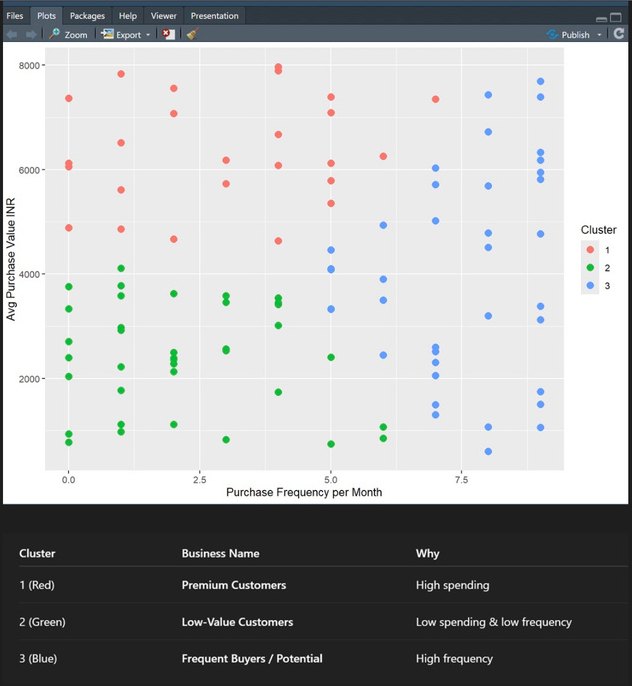 Files Plots Packages Help Viewer Presentation
Zoom Export Publish
8000
6000
4000
2000
Avg Purchase Value INR
0.0 2.5 5.0 7.5
Purchase Frequency per Month
Cluster
1
2
3
Cluster Business Name Why
1 (Red) Premium Customers High spending
2 (Green) Low-Value Customers Low spending & low frequency
3 (Blue) Frequent Buyers / Potential High frequency